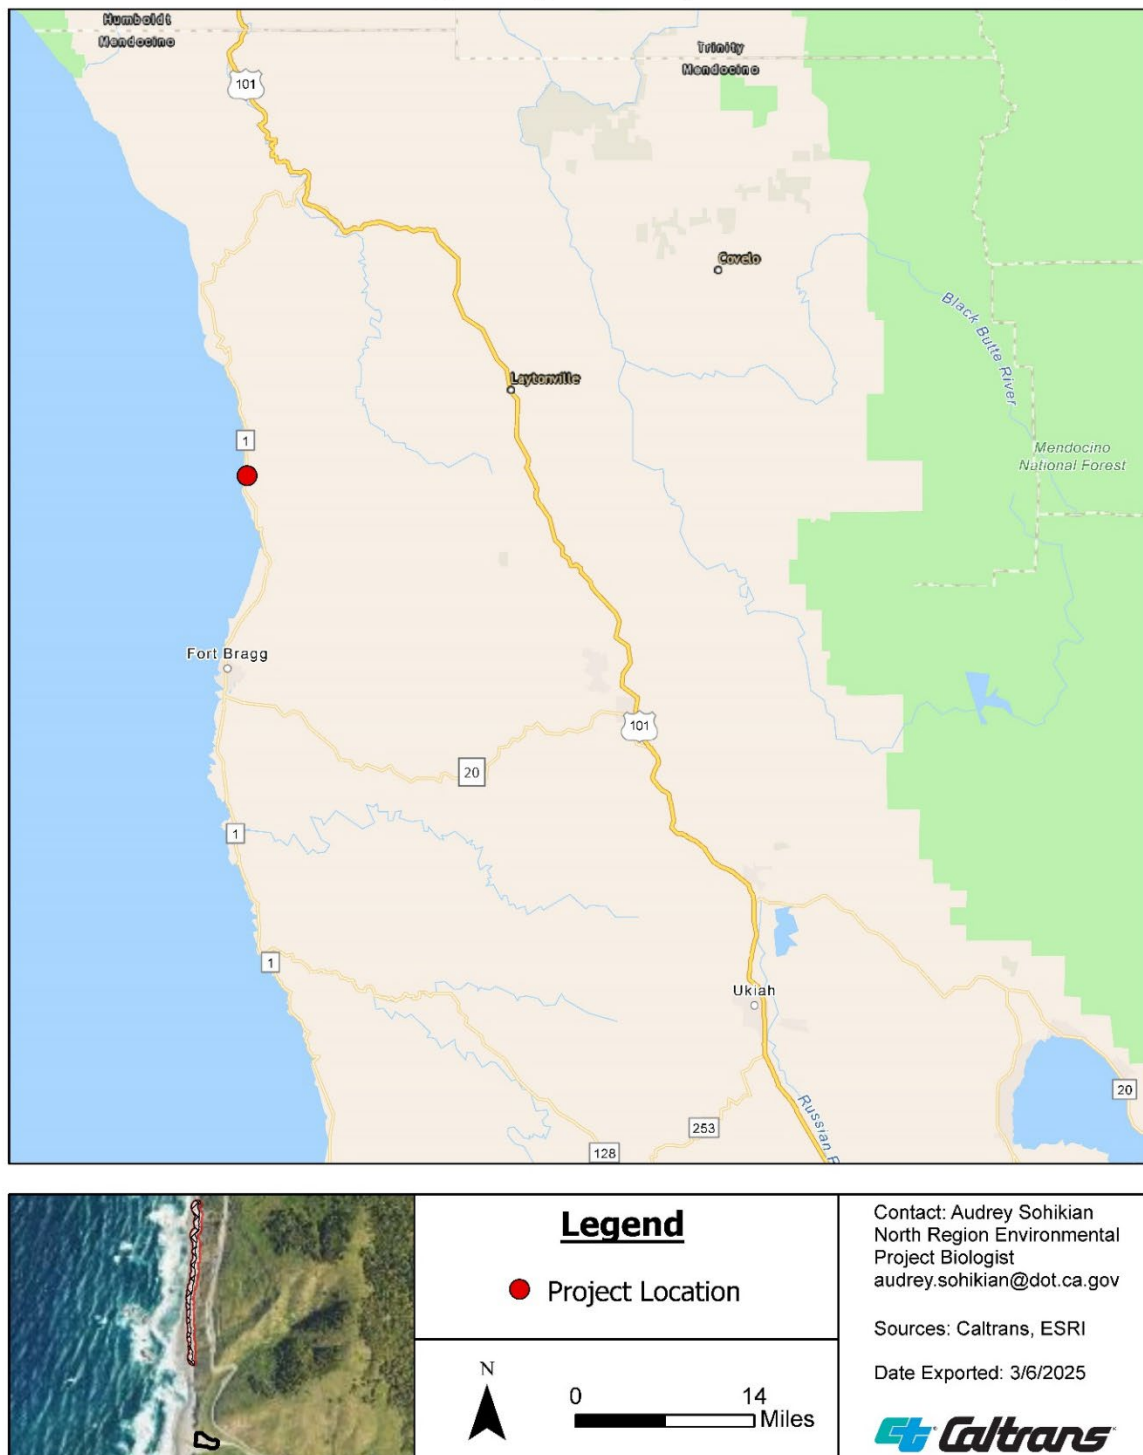 Humboldt
Mendocino
Trinity
Mendocino
101
Covelo
Black Butte River
Laytonville
1
Mendocino
National Forest
Fort Bragg
101
20
1
1
Ukiah
Russian R
20
253
128
Legend
Project Location
N
0 14
Miles
Contact: Audrey Sohikian
North Region Environmental
Project Biologist
audrey.sohikian@dot.ca.gov
Sources: Caltrans, ESRI
Date Exported: 3/6/2025
ct Caltrans